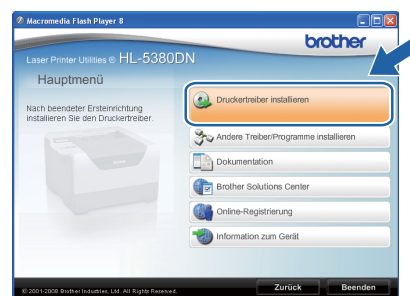 Macromedia Flash Player 8
brother
Laser Printer Utilities © HL-5380DN
Hauptmenü
Nach beendeter Ersteinrichtung
installieren Sie den Druckertreiber.
Druckertreiber installieren
Andere Treiber/Programme installieren
Dokumentation
Brother Solutions Center
Online-Registrierung
Information zum Gerät
© 2001-2008 Brother Industries, Ltd. All Rights Reserved.
Zurück
Beenden